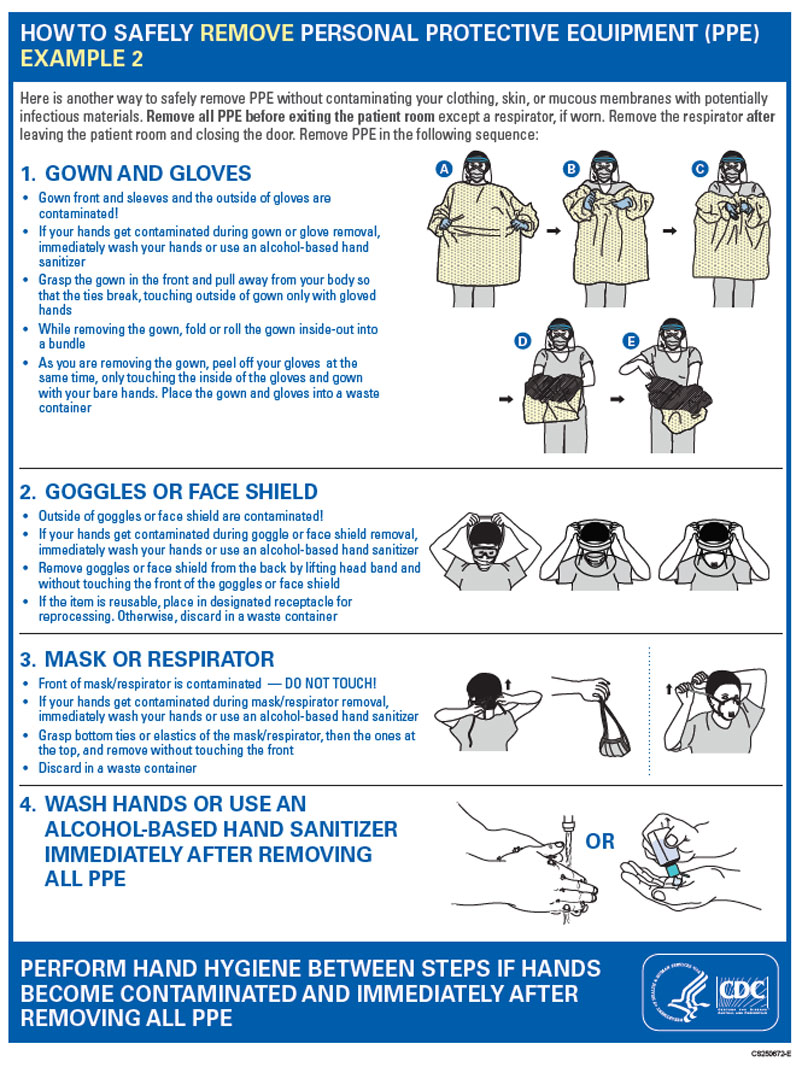 HOW TO SAFELY REMOVE PERSONAL PROTECTIVE EQUIPMENT (PPE)
EXAMPLE 2
Here is another way to safely remove PPE without contaminating your clothing, skin, or mucous membranes with potentially
infectious materials. Remove all PPE before exiting the patient room except a respirator, if worn. Remove the respirator after
leaving the patient room and closing the door. Remove PPE in the following sequence:
1. GOWN AND GLOVES
• Gown front and sleeves and the outside of gloves are
contaminated!
• If your hands get contaminated during gown or glove removal,
immediately wash your hands or use an alcohol-based hand
sanitizer
• Grasp the gown in the front and pull away from your body so
that the ties break, touching outside of gown only with gloved
hands
• While removing the gown, fold or roll the gown inside-out into
a bundle
• As you are removing the gown, peel off your gloves at the
same time, only touching the inside of the gloves and gown
with your bare hands. Place the gown and gloves into a waste
container
A
B
C
D
E
2. GOGGLES OR FACE SHIELD
• Outside of goggles or face shield are contaminated!
• If your hands get contaminated during goggle or face shield removal,
immediately wash your hands or use an alcohol-based hand sanitizer
• Remove goggles or face shield from the back by lifting head band and
without touching the front of the goggles or face shield
• If the item is reusable, place in designated receptacle for
reprocessing. Otherwise, discard in a waste container
3. MASK OR RESPIRATOR
• Front of mask/respirator is contaminated — DO NOT TOUCH!
• If your hands get contaminated during mask/respirator removal,
immediately wash your hands or use an alcohol-based hand sanitizer
• Grasp bottom ties or elastics of the mask/respirator, then the ones at
the top, and remove without touching the front
• Discard in a waste container
4. WASH HANDS OR USE AN
ALCOHOL-BASED HAND SANITIZER
IMMEDIATELY AFTER REMOVING
ALL PPE
OR
PERFORM HAND HYGIENE BETWEEN STEPS IF HANDS
BECOME CONTAMINATED AND IMMEDIATELY AFTER
REMOVING ALL PPE
CDC
CS250672-E